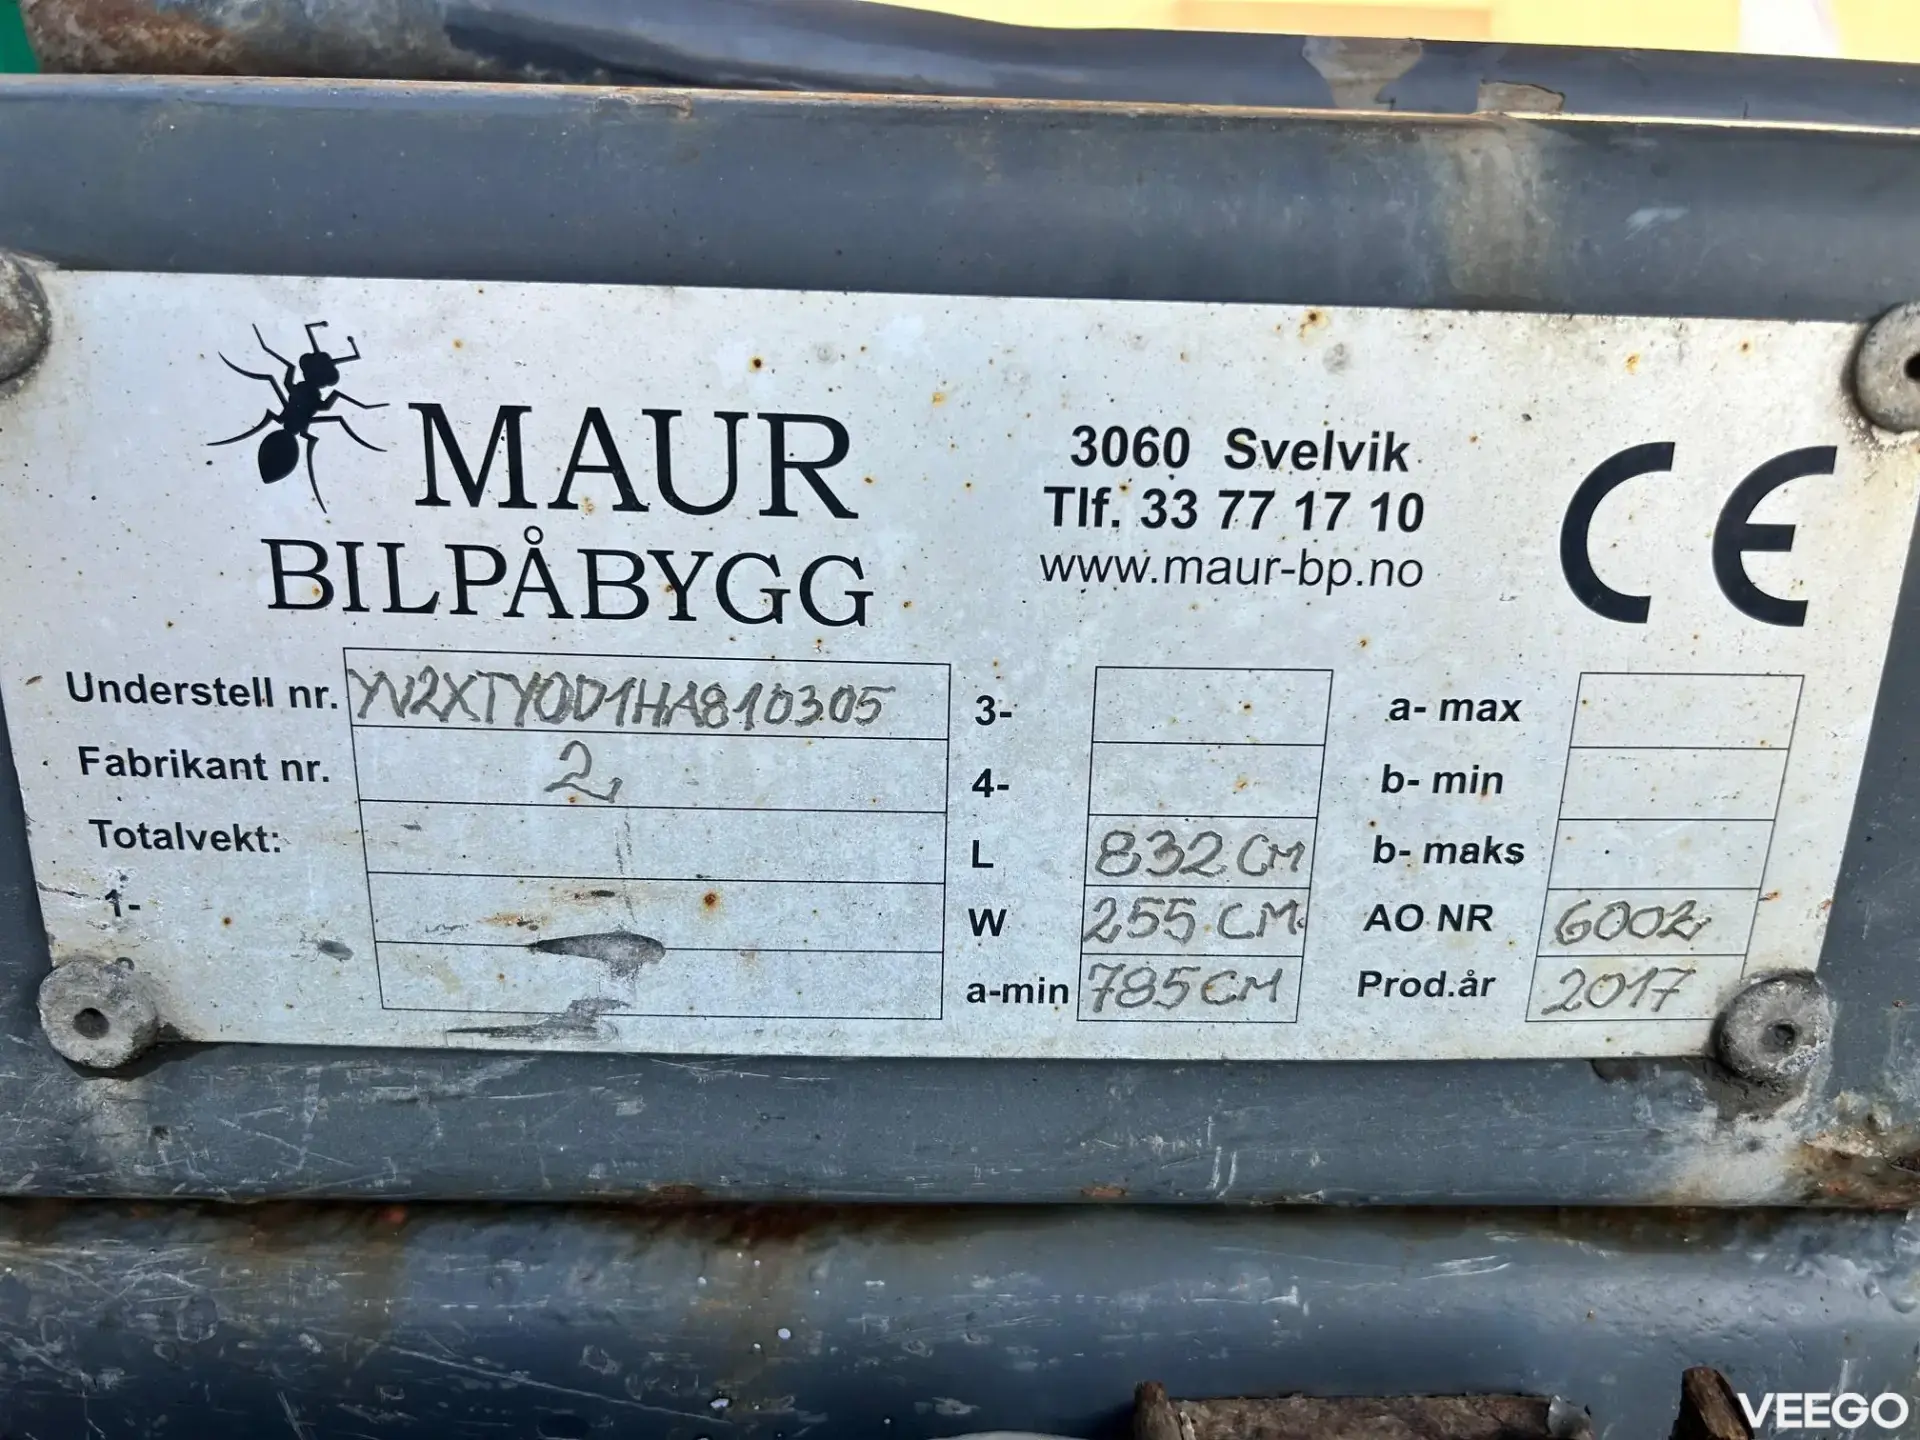 MAUR
BILPÅBYGG
3060 Svelvik
Tlf. 33 77 17 10
www.maur-bp.no
CE
Understell nr. YV2XTY0D1HA810305
Fabrikant nr. 2
Totalvekt:
1-
3-
4-
L 832 CM
W 255 CM
a-min 785 CM
a- max
b- min
b- maks
AO NR 6002
Prod.år 2017
VEEGO